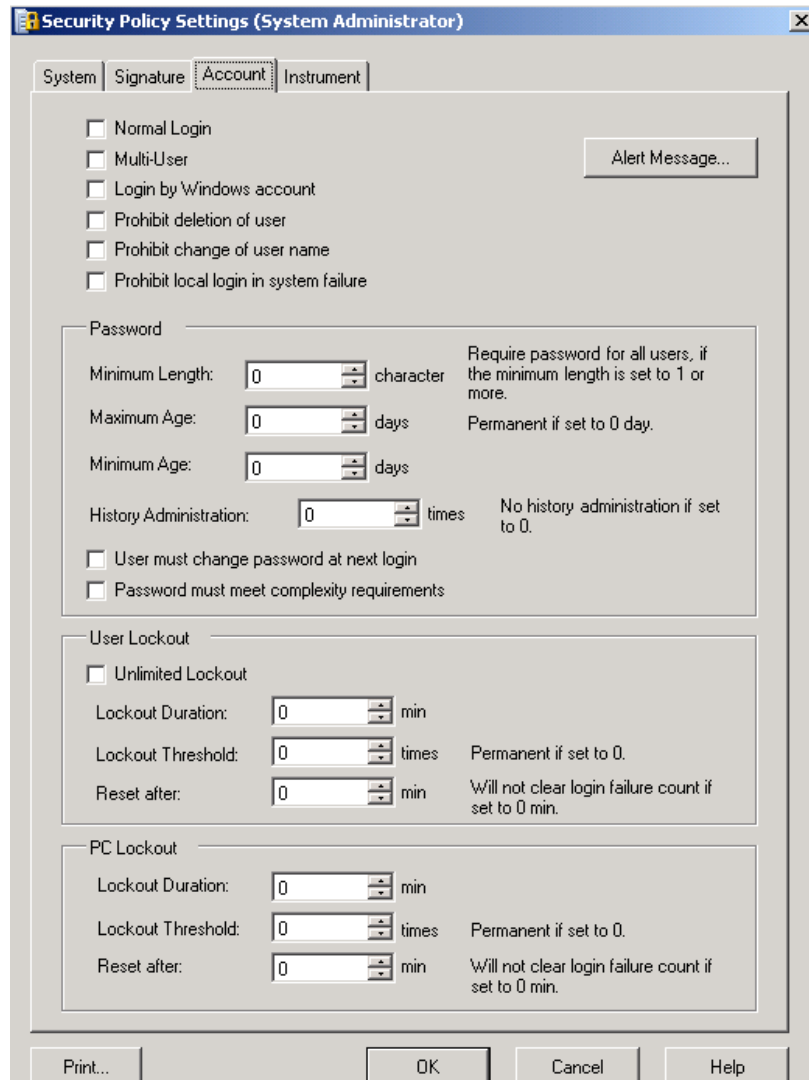 Security Policy Settings (System Administrator)
System
Signature
Account
Instrument
Normal Login
Multi-User
Login by Windows account
Prohibit deletion of user
Prohibit change of user name
Prohibit local login in system failure
Alert Message...
Password
Minimum Length: 0 character
Require password for all users, if
the minimum length is set to 1 or
more.
Maximum Age: 0 days
Permanent if set to 0 day.
Minimum Age: 0 days
History Administration: 0 times
No history administration if set
to 0.
User must change password at next login
Password must meet complexity requirements
User Lockout
Unlimited Lockout
Lockout Duration: 0 min
Lockout Threshold: 0 times Permanent if set to 0.
Reset after: 0 min
Will not clear login failure count if
set to 0 min.
PC Lockout
Lockout Duration: 0 min
Lockout Threshold: 0 times Permanent if set to 0.
Reset after: 0 min
Will not clear login failure count if
set to 0 min.
Print...
OK
Cancel
Help